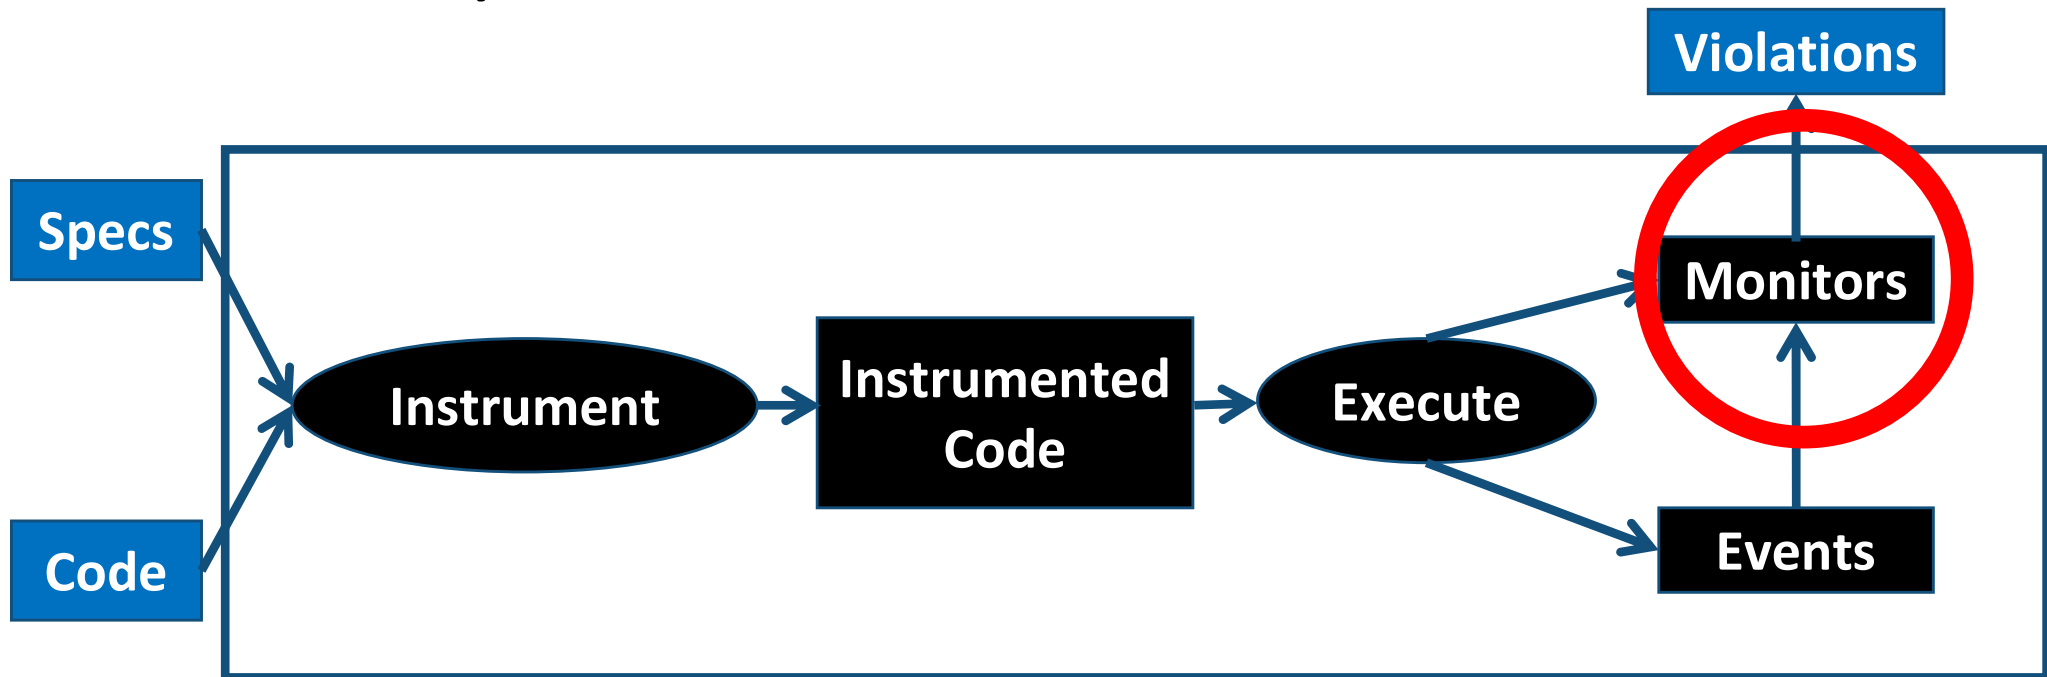 Violations
Specs
Monitors
Instrument
Instrumented
Code
Execute
Code
Events